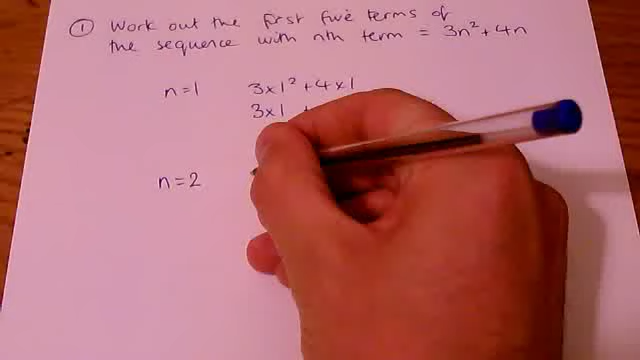 ① Work out the first five terms of
the sequence with nth term = 3n² + 4n
n=1 3×1² + 4×1
3×1 +
n=2